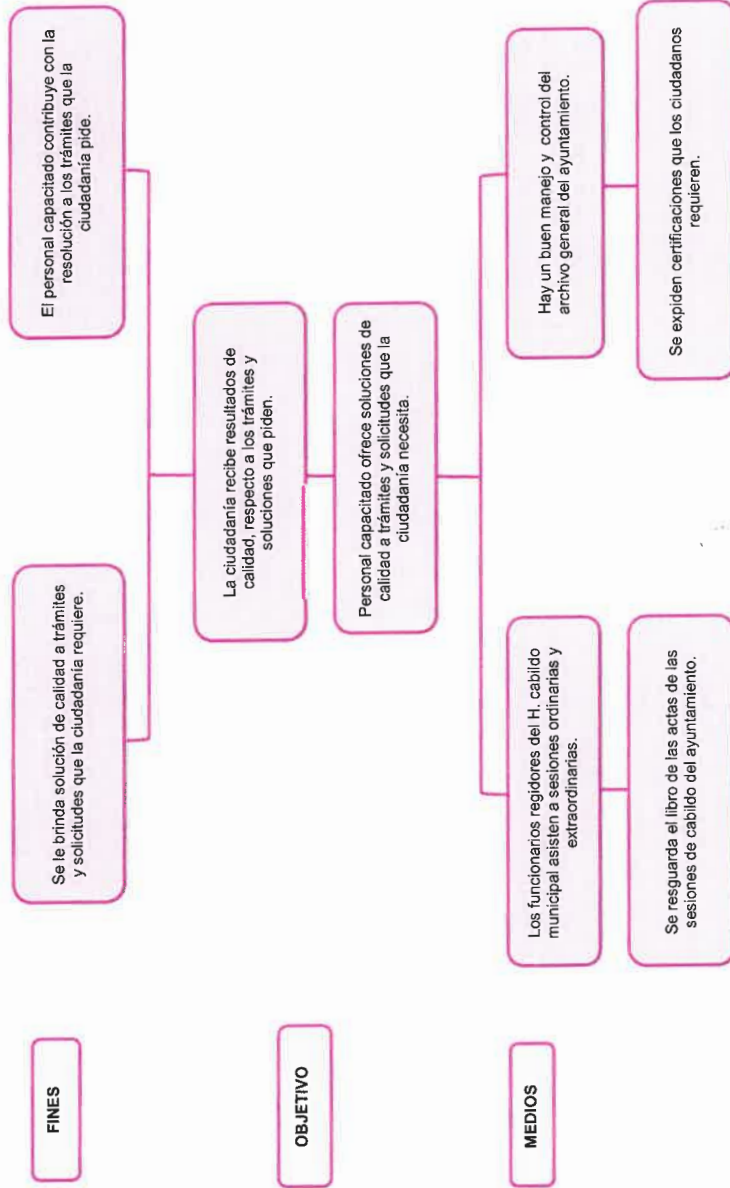 FINES
Se le brinda solución de calidad a trámites
y solicitudes que la ciudadanía requiere.
El personal capacitado contribuye con la
resolución a los trámites que la
ciudadanía pide.
OBJETIVO
La ciudadanía recibe resultados de
calidad, respecto a los trámites y
soluciones que piden.
Personal capacitado ofrece soluciones de
calidad a trámites y solicitudes que la
ciudadanía necesita.
MEDIOS
Los funcionarios regidores del H. cabildo
municipal asisten a sesiones ordinarias y
extraordinarias.
Se resguarda el libro de las actas de las
sesiones de cabildo del ayuntamiento.
Hay un buen manejo y control del
archivo general del ayuntamiento.
Se expiden certificaciones que los ciudadanos
requieren.